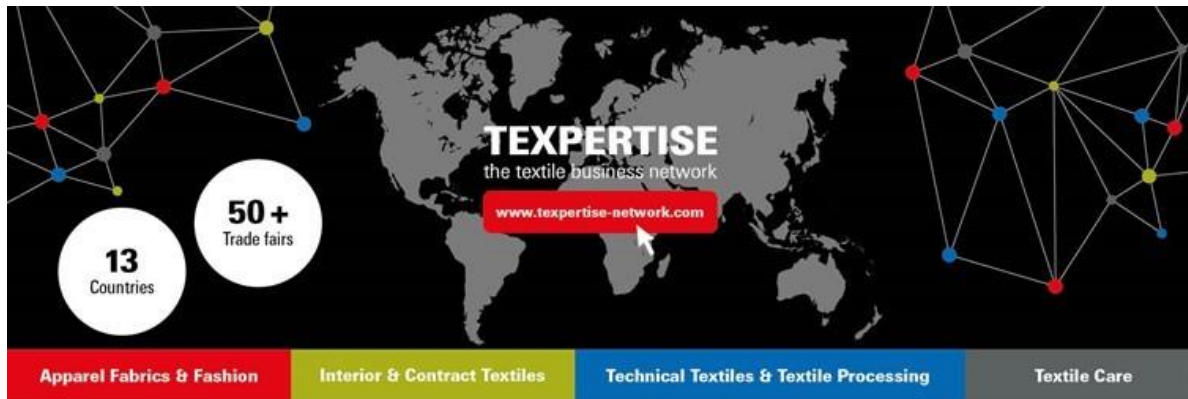 TEXPERTISE
the textile business network
www.texpertise-network.com
50 +
Trade fairs
13
Countries
Apparel Fabrics & Fashion
Interior & Contract Textiles
Technical Textiles & Textile Processing
Textile Care